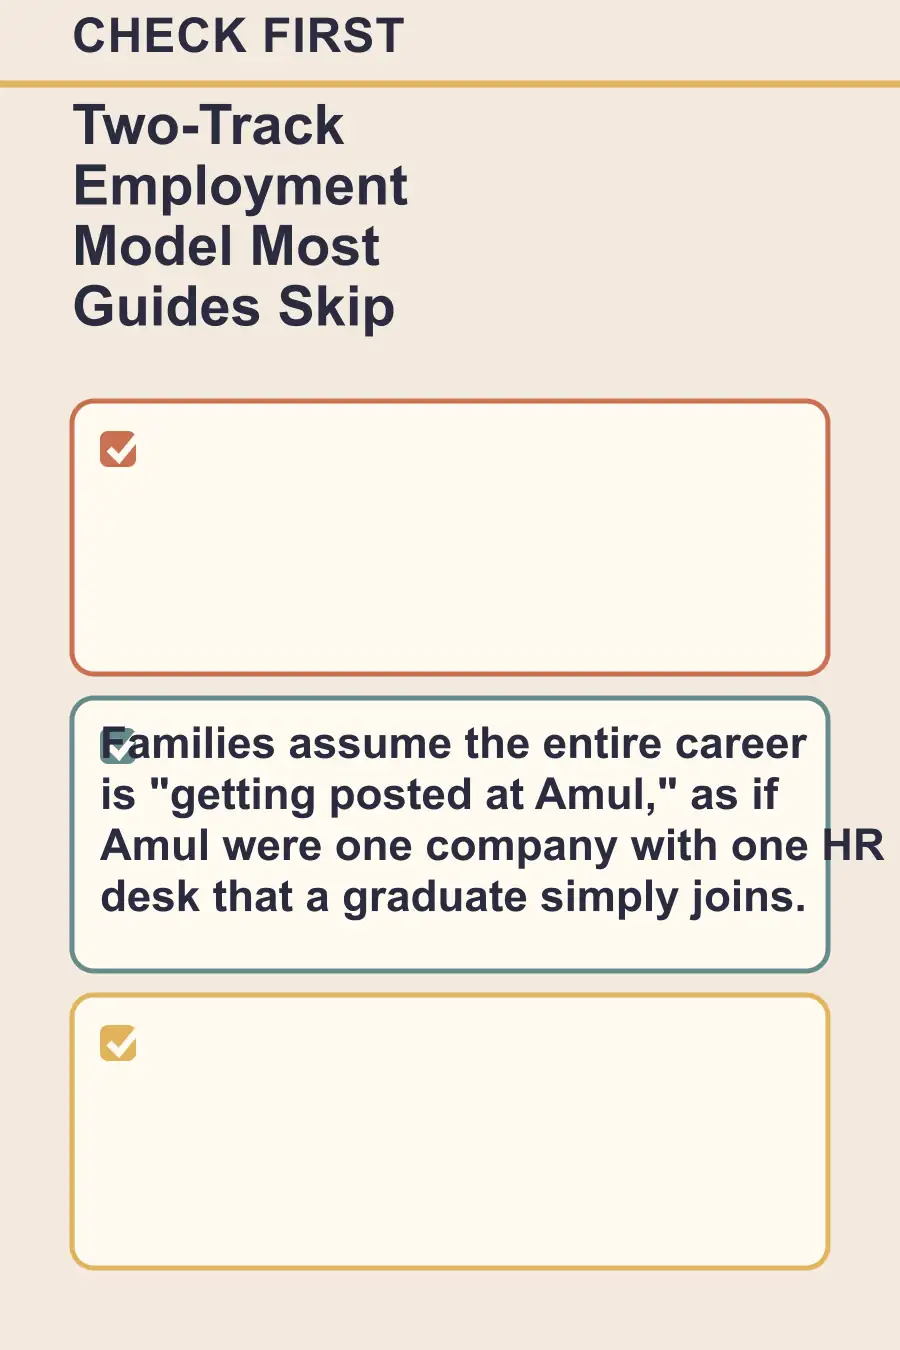 CHECK FIRST
Two-Track
Employment
Model Most
Guides Skip
Families assume the entire career
is "getting posted at Amul," as if
Amul were one company with one HR
desk that a graduate simply joins.